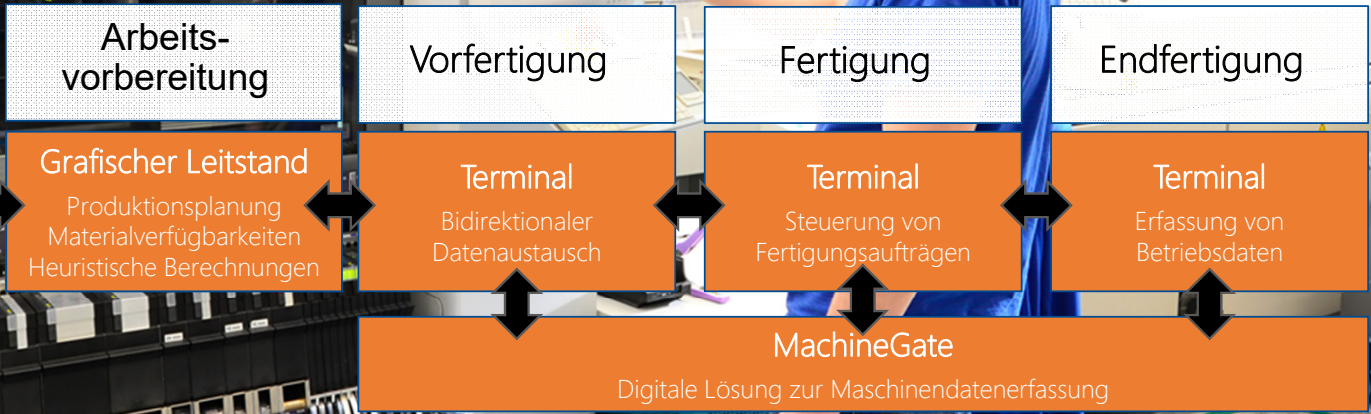 Arbeits-
vorbereitung
Vorfertigung
Fertigung
Endfertigung
Grafischer Leitstand
Produktionsplanung
Materialverfügbarkeiten
Heuristische Berechnungen
Terminal
Bidirektionaler
Datenaustausch
Terminal
Steuerung von
Fertigungsaufträgen
Terminal
Erfassung von
Betriebsdaten
MachineGate
Digitale Lösung zur Maschinendatenerfassung